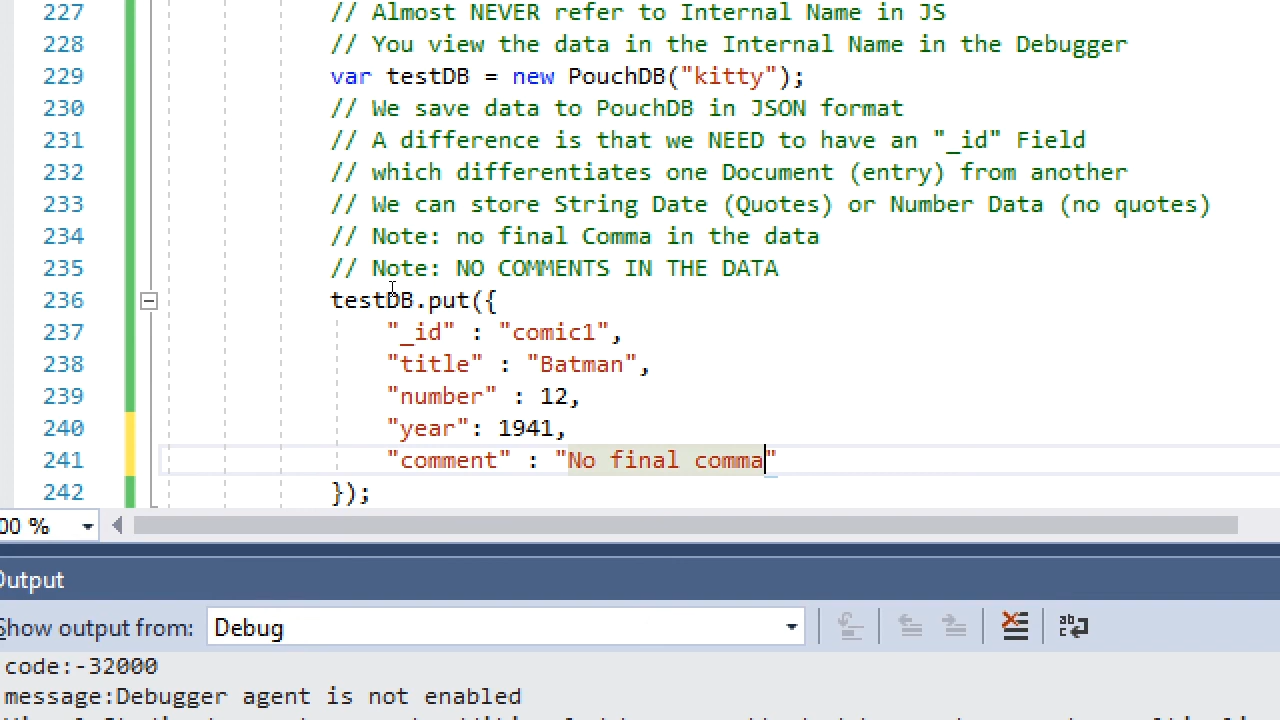 227 // Almost NEVER refer to Internal Name in JS
228 // You view the data in the Internal Name in the Debugger
229 var testDB = new PouchDB("kitty");
230 // We save data to PouchDB in JSON format
231 // A difference is that we NEED to have an "_id" Field
232 // which differentiates one Document (entry) from another
233 // We can store String Date (Quotes) or Number Data (no quotes)
234 // Note: no final Comma in the data
235 // Note: NO COMMENTS IN THE DATA
236 testDB.put({
237 "_id" : "comic1",
238 "title" : "Batman",
239 "number" : 12,
240 "year": 1941,
241 "comment" : "No final comma"
242 });
00 %
Output
Show output from: Debug
code:-32000
message:Debugger agent is not enabled